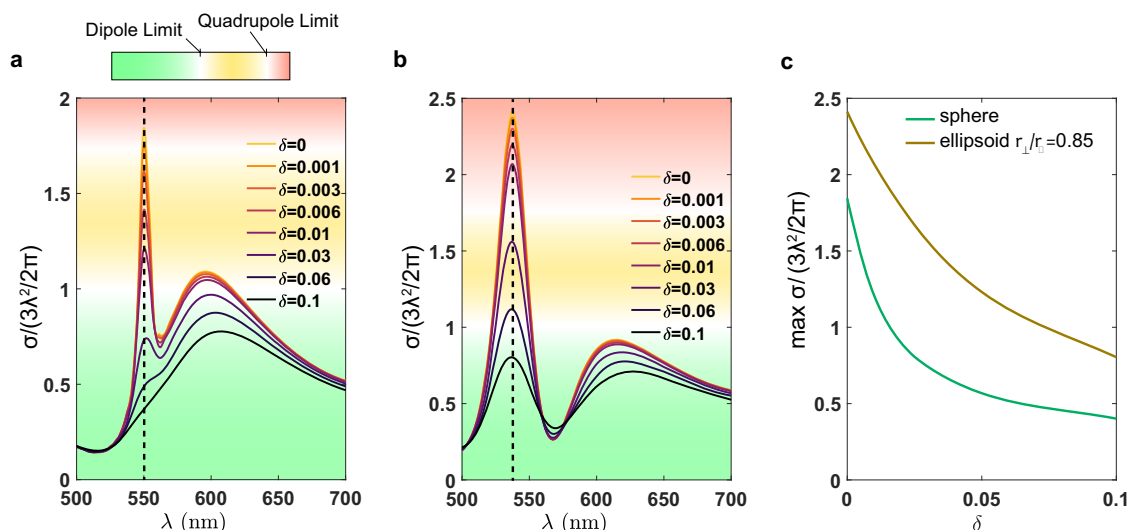 Dipole Limit
Quadrupole Limit
a
2
1.5
1
0.5
0
500
550
600
650
700
λ (nm)
σ/(3λ²/2π)
δ=0
δ=0.001
δ=0.003
δ=0.006
δ=0.01
δ=0.03
δ=0.06
δ=0.1
b
2.5
2
1.5
1
0.5
0
500
550
600
650
700
λ (nm)
σ/(3λ²/2π)
δ=0
δ=0.001
δ=0.003
δ=0.006
δ=0.01
δ=0.03
δ=0.06
δ=0.1
c
2.5
2
1.5
1
0.5
0
0
0.05
0.1
δ
max σ/(3λ²/2π)
sphere
ellipsoid r⊥/r□=0.85